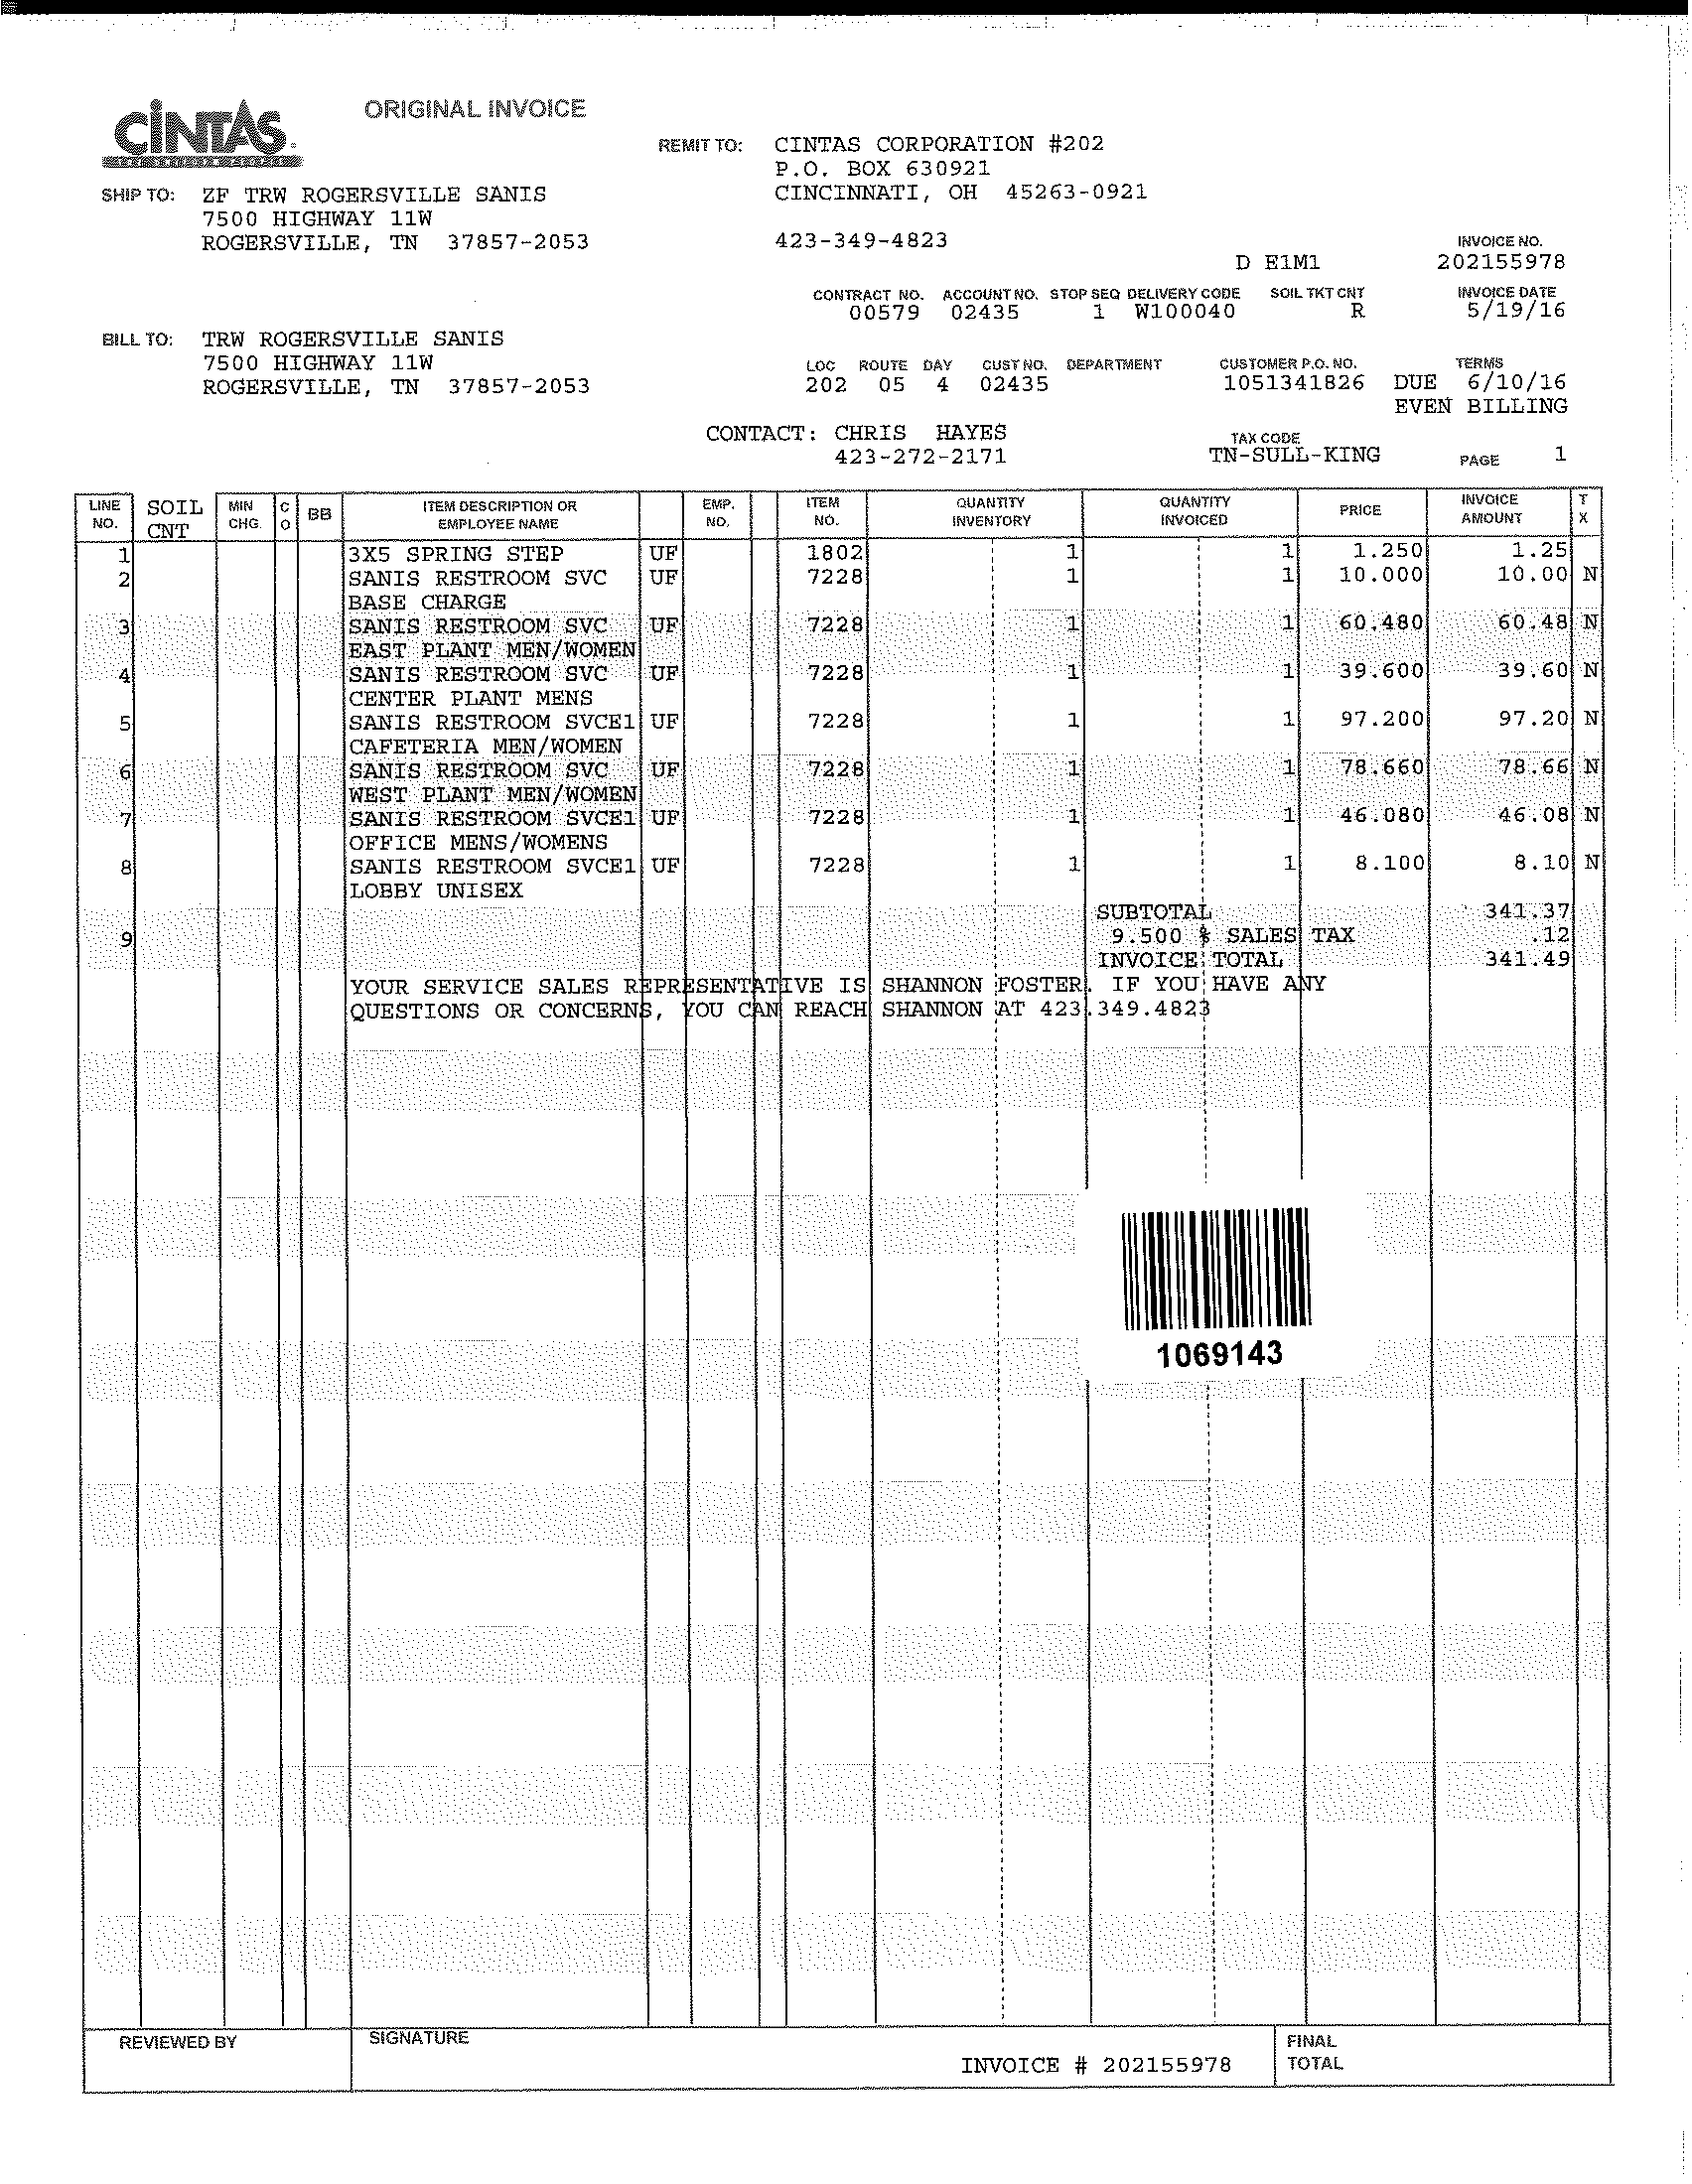 CINTAS
ORIGINAL INVOICE
REMIT TO: CINTAS CORPORATION #202
P.O. BOX 630921
CINCINNATI, OH 45263-0921
SHIP TO: ZF TRW ROGERSVILLE SANIS
7500 HIGHWAY 11W
ROGERSVILLE, TN 37857-2053
423-349-4823
INVOICE NO.
D E1M1 202155978
CONTRACT NO. ACCOUNT NO. STOP SEQ DELIVERY CODE SOIL TKT CNT INVOICE DATE
00579 02435 1 W100040 R 5/19/16
BILL TO: TRW ROGERSVILLE SANIS
7500 HIGHWAY 11W
ROGERSVILLE, TN 37857-2053
LOC ROUTE DAY CUST NO. DEPARTMENT CUSTOMER P.O. NO. TERMS
202 05 4 02435 1051341826 DUE 6/10/16
EVEN BILLING
CONTACT: CHRIS HAYES
423-272-2171
TAX CODE
TN-SULL-KING
PAGE 1
LINE NO. SOIL CNT MIN CHG. C O BB ITEM DESCRIPTION OR EMPLOYEE NAME EMP. NO. ITEM NO. QUANTITY INVENTORY QUANTITY INVOICED PRICE INVOICE AMOUNT T X
1 3X5 SPRING STEP UF 1802 1 1 1.250 1.25
2 SANIS RESTROOM SVC UF 7228 1 1 10.000 10.00 N
BASE CHARGE
3 SANIS RESTROOM SVC UF 7228 1 1 60.480 60.48 N
EAST PLANT MEN/WOMEN
4 SANIS RESTROOM SVC UF 7228 1 1 39.600 39.60 N
CENTER PLANT MENS
5 SANIS RESTROOM SVCE1 UF 7228 1 1 97.200 97.20 N
CAFETERIA MEN/WOMEN
6 SANIS RESTROOM SVC UF 7228 1 1 78.660 78.66 N
WEST PLANT MEN/WOMEN
7 SANIS RESTROOM SVCE1 UF 7228 1 1 46.080 46.08 N
OFFICE MENS/WOMENS
8 SANIS RESTROOM SVCE1 UF 7228 1 1 8.100 8.10 N
LOBBY UNISEX
SUBTOTAL 341.37
9 9.500 % SALES TAX .12
INVOICE TOTAL 341.49
YOUR SERVICE SALES REPRESENTATIVE IS SHANNON FOSTER. IF YOU HAVE ANY
QUESTIONS OR CONCERNS, YOU CAN REACH SHANNON AT 423.349.4823
1069143
REVIEWED BY
SIGNATURE
INVOICE # 202155978
FINAL
TOTAL